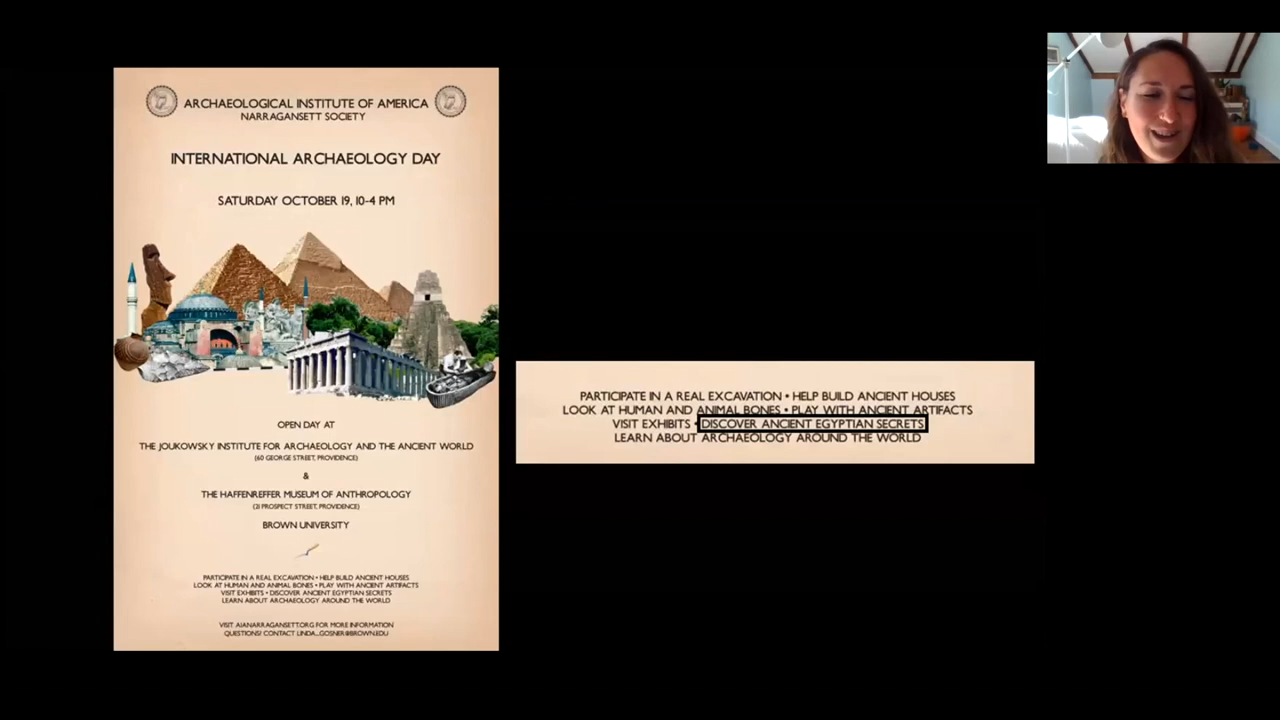 ARCHAEOLOGICAL INSTITUTE OF AMERICA
NARRAGANSETT SOCIETY
INTERNATIONAL ARCHAEOLOGY DAY
SATURDAY OCTOBER 19, 10-4 PM
OPEN DAY AT
THE JOUKOWSKY INSTITUTE FOR ARCHAEOLOGY AND THE ANCIENT WORLD
(60 GEORGE STREET, PROVIDENCE)
&
THE HAFFENREFFER MUSEUM OF ANTHROPOLOGY
(21 PROSPECT STREET, PROVIDENCE)
BROWN UNIVERSITY
PARTICIPATE IN A REAL EXCAVATION • HELP BUILD ANCIENT HOUSES
LOOK AT HUMAN AND ANIMAL BONES • PLAY WITH ANCIENT ARTIFACTS
VISIT EXHIBITS • DISCOVER ANCIENT EGYPTIAN SECRETS
LEARN ABOUT ARCHAEOLOGY AROUND THE WORLD
VISIT AIANARRAGANSETT.ORG FOR MORE INFORMATION
QUESTIONS? CONTACT LINDA_GOSNER@BROWN.EDU
PARTICIPATE IN A REAL EXCAVATION • HELP BUILD ANCIENT HOUSES
LOOK AT HUMAN AND ANIMAL BONES • PLAY WITH ANCIENT ARTIFACTS
VISIT EXHIBITS • DISCOVER ANCIENT EGYPTIAN SECRETS
LEARN ABOUT ARCHAEOLOGY AROUND THE WORLD